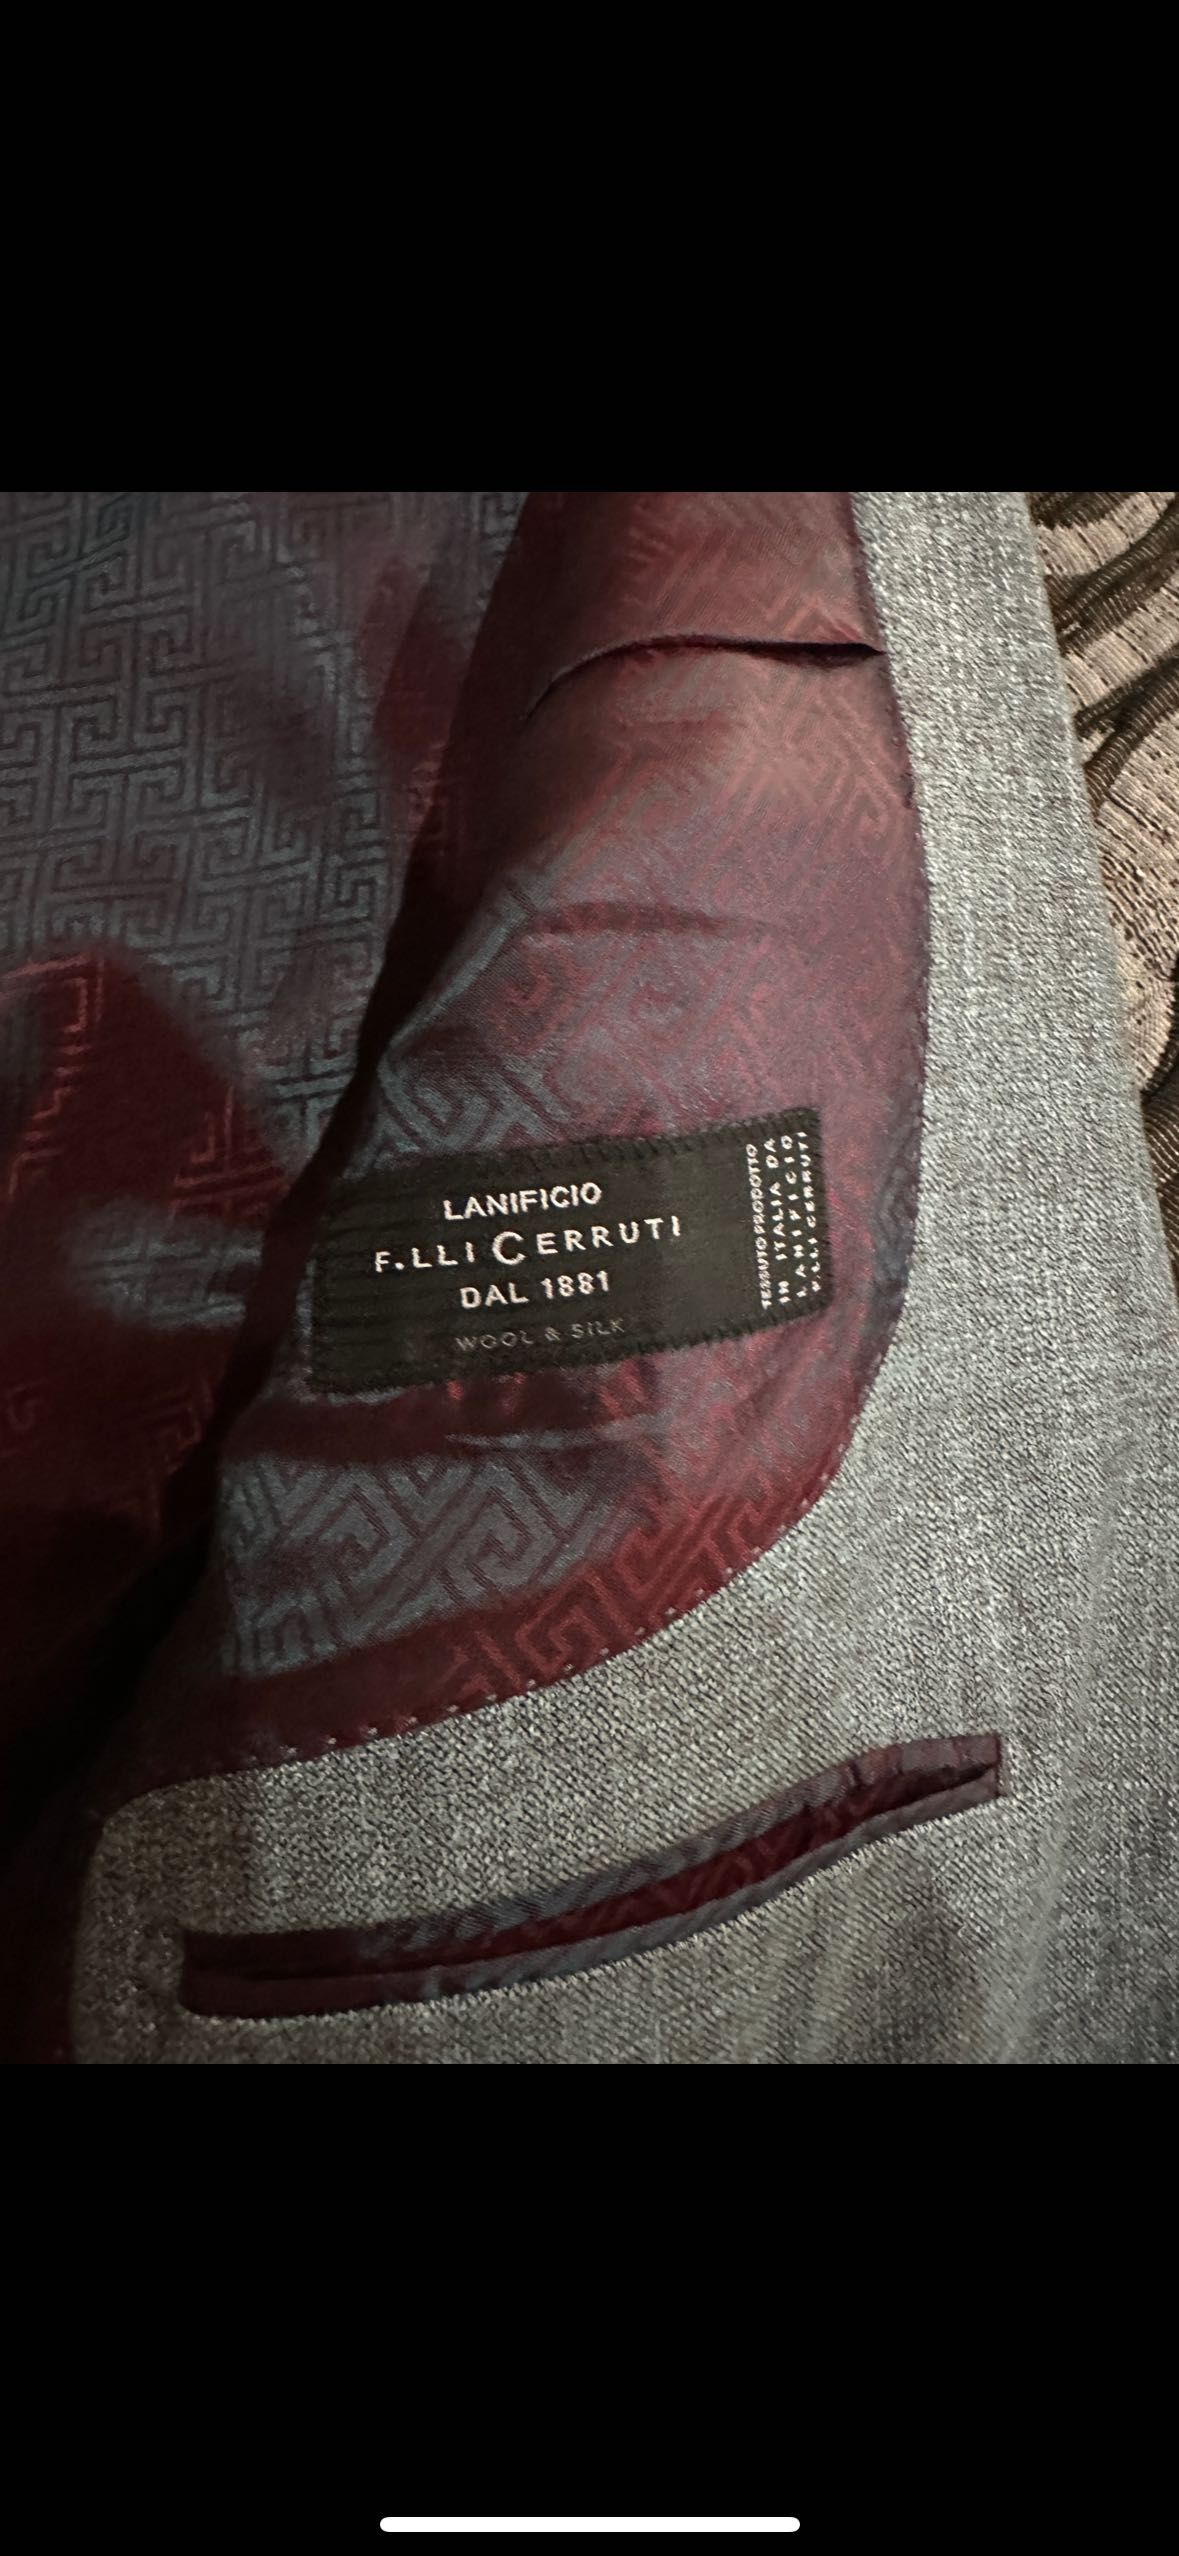 LANIFICIO
F.LLI CERRUTI
DAL 1881
WOOL & SILK
TESSUTO PRODOTTO
IN ITALIA DA
LANIFICIO
F.LLI CERRUTI